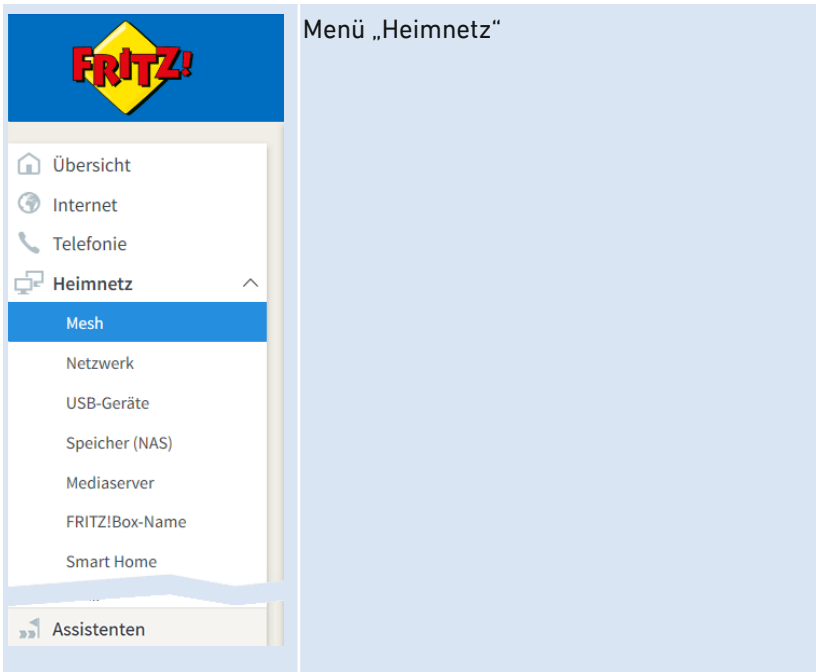 FRITZ!
Menü „Heimnetz“
Übersicht
Internet
Telefonie
Heimnetz
Mesh
Netzwerk
USB-Geräte
Speicher (NAS)
Mediaserver
FRITZ!Box-Name
Smart Home
Assistenten